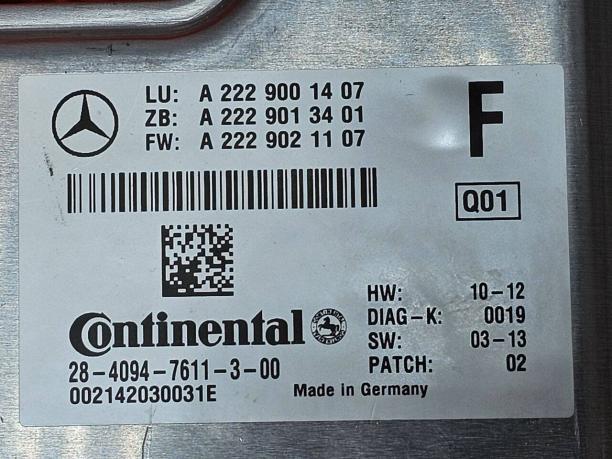 LU: A 222 900 14 07
ZB: A 222 901 34 01
FW: A 222 902 11 07
F
Q01
HW: 10-12
DIAG-K: 0019
SW: 03-13
PATCH: 02
Continental
28-4094-7611-3-00
002142030031E
Made in Germany